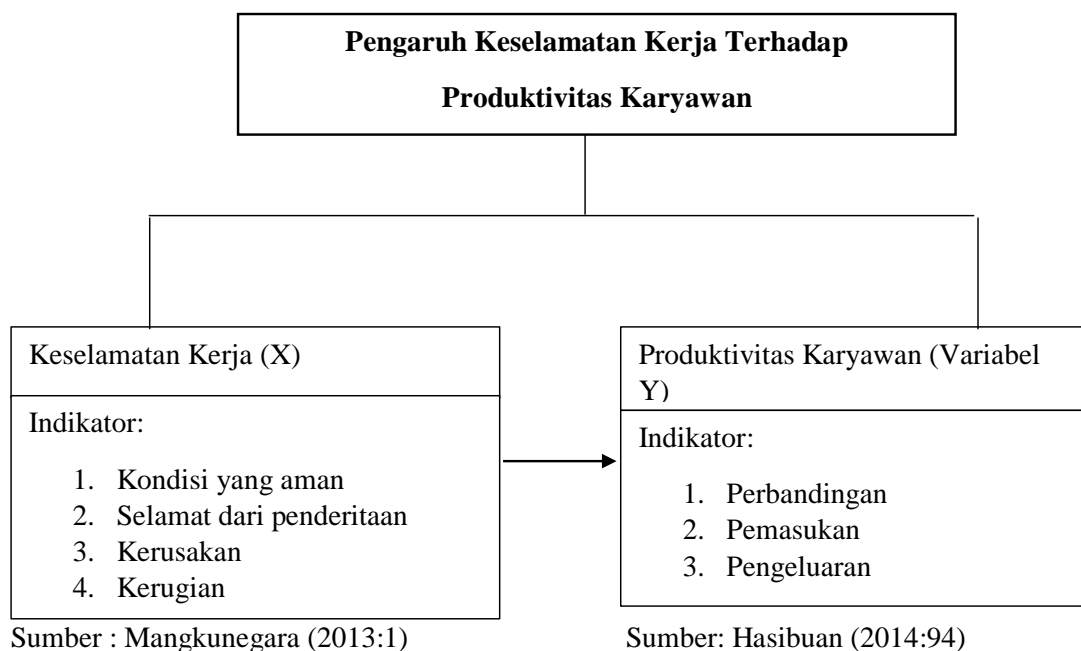 Pengaruh Keselamatan Kerja Terhadap
Produktivitas Karyawan
Keselamatan Kerja (X)
Indikator:
1. Kondisi yang aman
2. Selamat dari penderitaan
3. Kerusakan
4. Kerugian
Sumber : Mangkunegara (2013:1)
Produktivitas Karyawan (Variabel
Y)
Indikator:
1. Perbandingan
2. Pemasukan
3. Pengeluaran
Sumber: Hasibuan (2014:94)